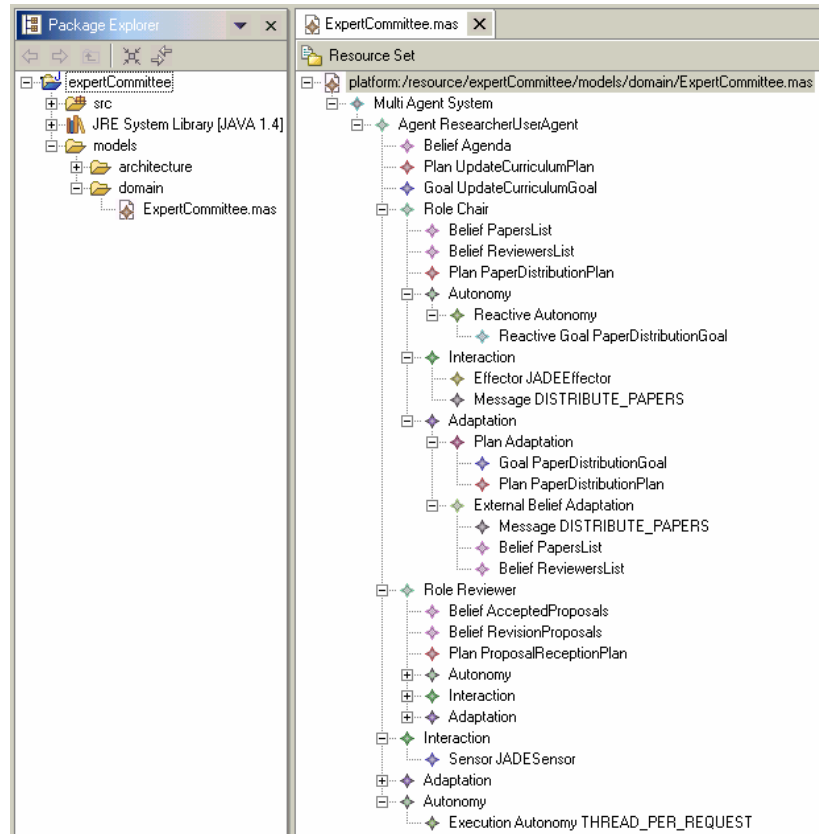 Package Explorer
expertCommittee
src
JRE System Library [JAVA 1.4]
models
architecture
domain
ExpertCommittee.mas
ExpertCommittee.mas
Resource Set
platform:/resource/expertCommittee/models/domain/ExpertCommittee.mas
Multi Agent System
Agent ResearcherUserAgent
Belief Agenda
Plan UpdateCurriculumPlan
Goal UpdateCurriculumGoal
Role Chair
Belief PapersList
Belief ReviewersList
Plan PaperDistributionPlan
Autonomy
Reactive Autonomy
Reactive Goal PaperDistributionGoal
Interaction
Effector JADEEffector
Message DISTRIBUTE_PAPERS
Adaptation
Plan Adaptation
Goal PaperDistributionGoal
Plan PaperDistributionPlan
External Belief Adaptation
Message DISTRIBUTE_PAPERS
Belief PapersList
Belief ReviewersList
Role Reviewer
Belief AcceptedProposals
Belief RevisionProposals
Plan ProposalReceptionPlan
Autonomy
Interaction
Adaptation
Interaction
Sensor JADESensor
Adaptation
Autonomy
Execution Autonomy THREAD_PER_REQUEST